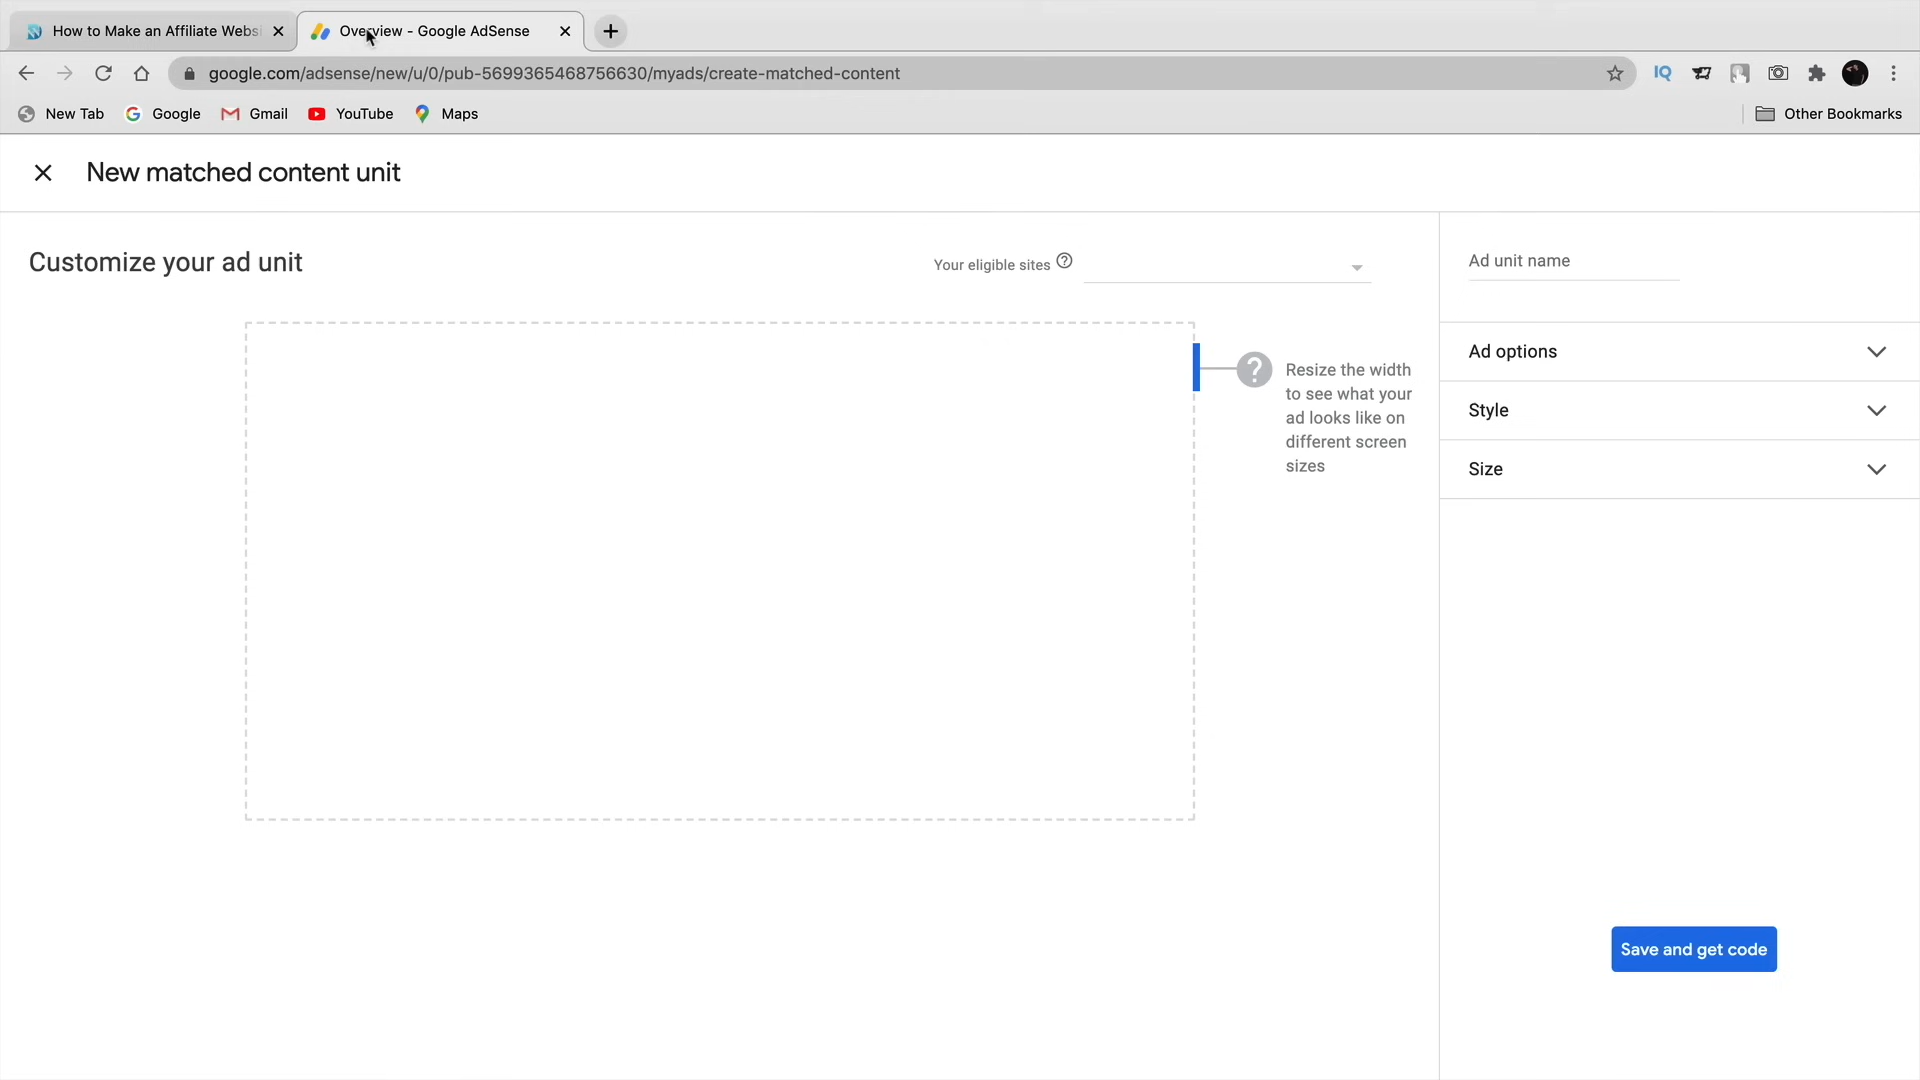 How to Make an Affiliate Websi
Overview - Google AdSense
google.com/adsense/new/u/0/pub-5699365468756630/myads/create-matched-content
IQ
New Tab
Google
Gmail
YouTube
Maps
Other Bookmarks
New matched content unit
Customize your ad unit
Your eligible sites
Ad unit name
Resize the width
to see what your
ad looks like on
different screen
sizes
Ad options
Style
Size
Save and get code